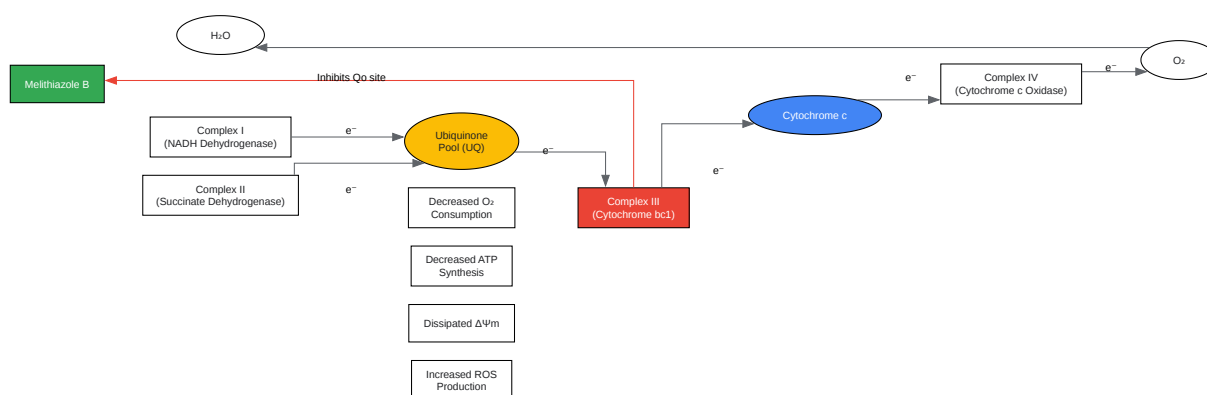 H₂O
O₂
Melithiazole B
Inhibits Qo site
e⁻
Complex IV
(Cytochrome c Oxidase)
e⁻
Cytochrome c
Complex I
(NADH Dehydrogenase)
e⁻
Ubiquinone
Pool (UQ)
e⁻
e⁻
Complex II
(Succinate Dehydrogenase)
e⁻
Complex III
(Cytochrome bc1)
Decreased O₂
Consumption
Decreased ATP
Synthesis
Dissipated ΔΨm
Increased ROS
Production